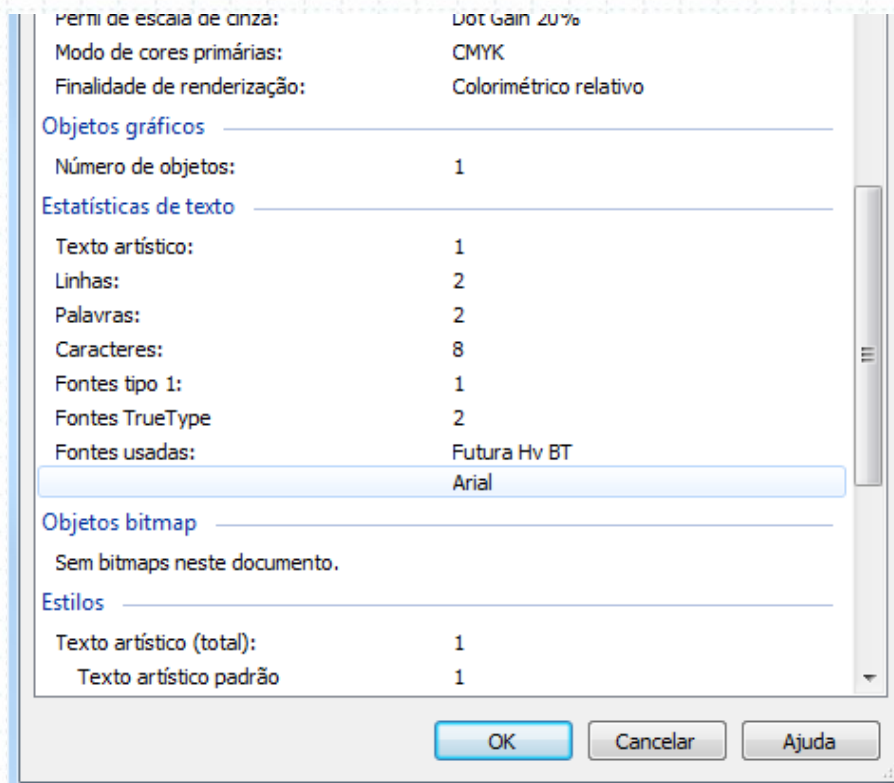 Perfil de escala de cinza: Dot Gain 20%
Modo de cores primárias: CMYK
Finalidade de renderização: Colorimétrico relativo
Objetos gráficos
Número de objetos: 1
Estatísticas de texto
Texto artístico: 1
Linhas: 2
Palavras: 2
Caracteres: 8
Fontes tipo 1: 1
Fontes TrueType 2
Fontes usadas: Futura Hv BT
Arial
Objetos bitmap
Sem bitmaps neste documento.
Estilos
Texto artístico (total): 1
Texto artístico padrão 1
OK Cancelar Ajuda